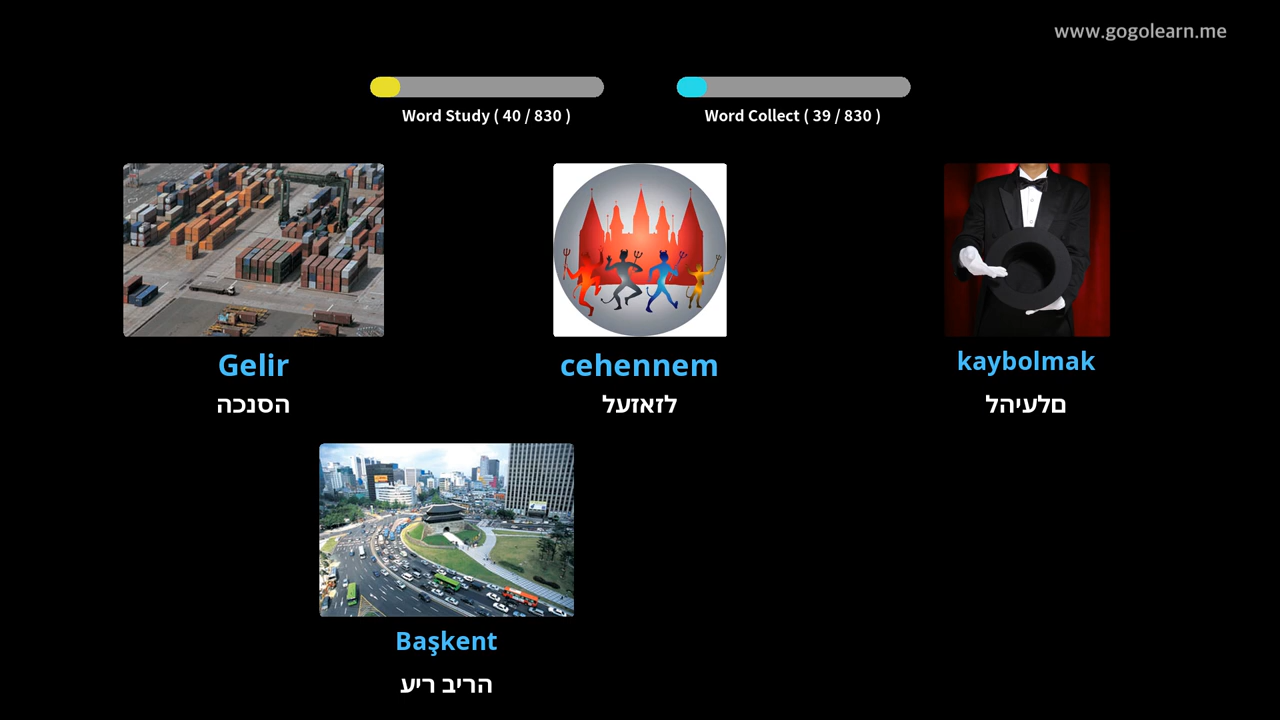 www.gogolearn.me
Word Study ( 40 / 830 )
Word Collect ( 39 / 830 )
Gelir
הסנכה
cehennem
לזאזעל
kaybolmak
םלעיהל
Başkent
הריב ריע